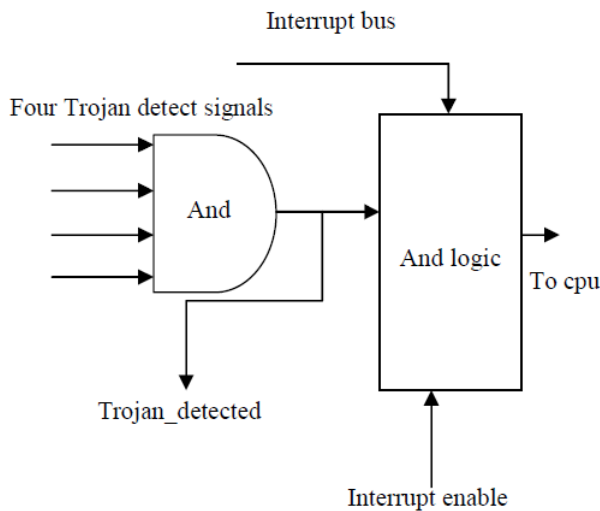 Interrupt bus
Four Trojan detect signals
And
And logic
To cpu
Trojan_detected
Interrupt enable